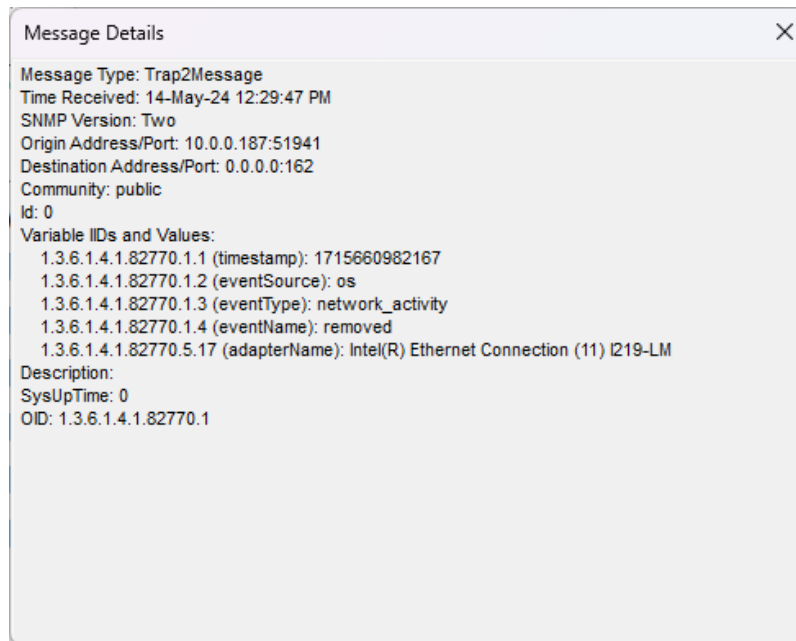 Message Details
Message Type: Trap2Message
Time Received: 14-May-24 12:29:47 PM
SNMP Version: Two
Origin Address/Port: 10.0.0.187:51941
Destination Address/Port: 0.0.0.0:162
Community: public
Id: 0
Variable IIDs and Values:
1.3.6.1.4.1.82770.1.1 (timestamp): 1715660982167
1.3.6.1.4.1.82770.1.2 (eventSource): os
1.3.6.1.4.1.82770.1.3 (eventType): network_activity
1.3.6.1.4.1.82770.1.4 (eventName): removed
1.3.6.1.4.1.82770.5.17 (adapterName): Intel(R) Ethernet Connection (11) I219-LM
Description:
SysUpTime: 0
OID: 1.3.6.1.4.1.82770.1